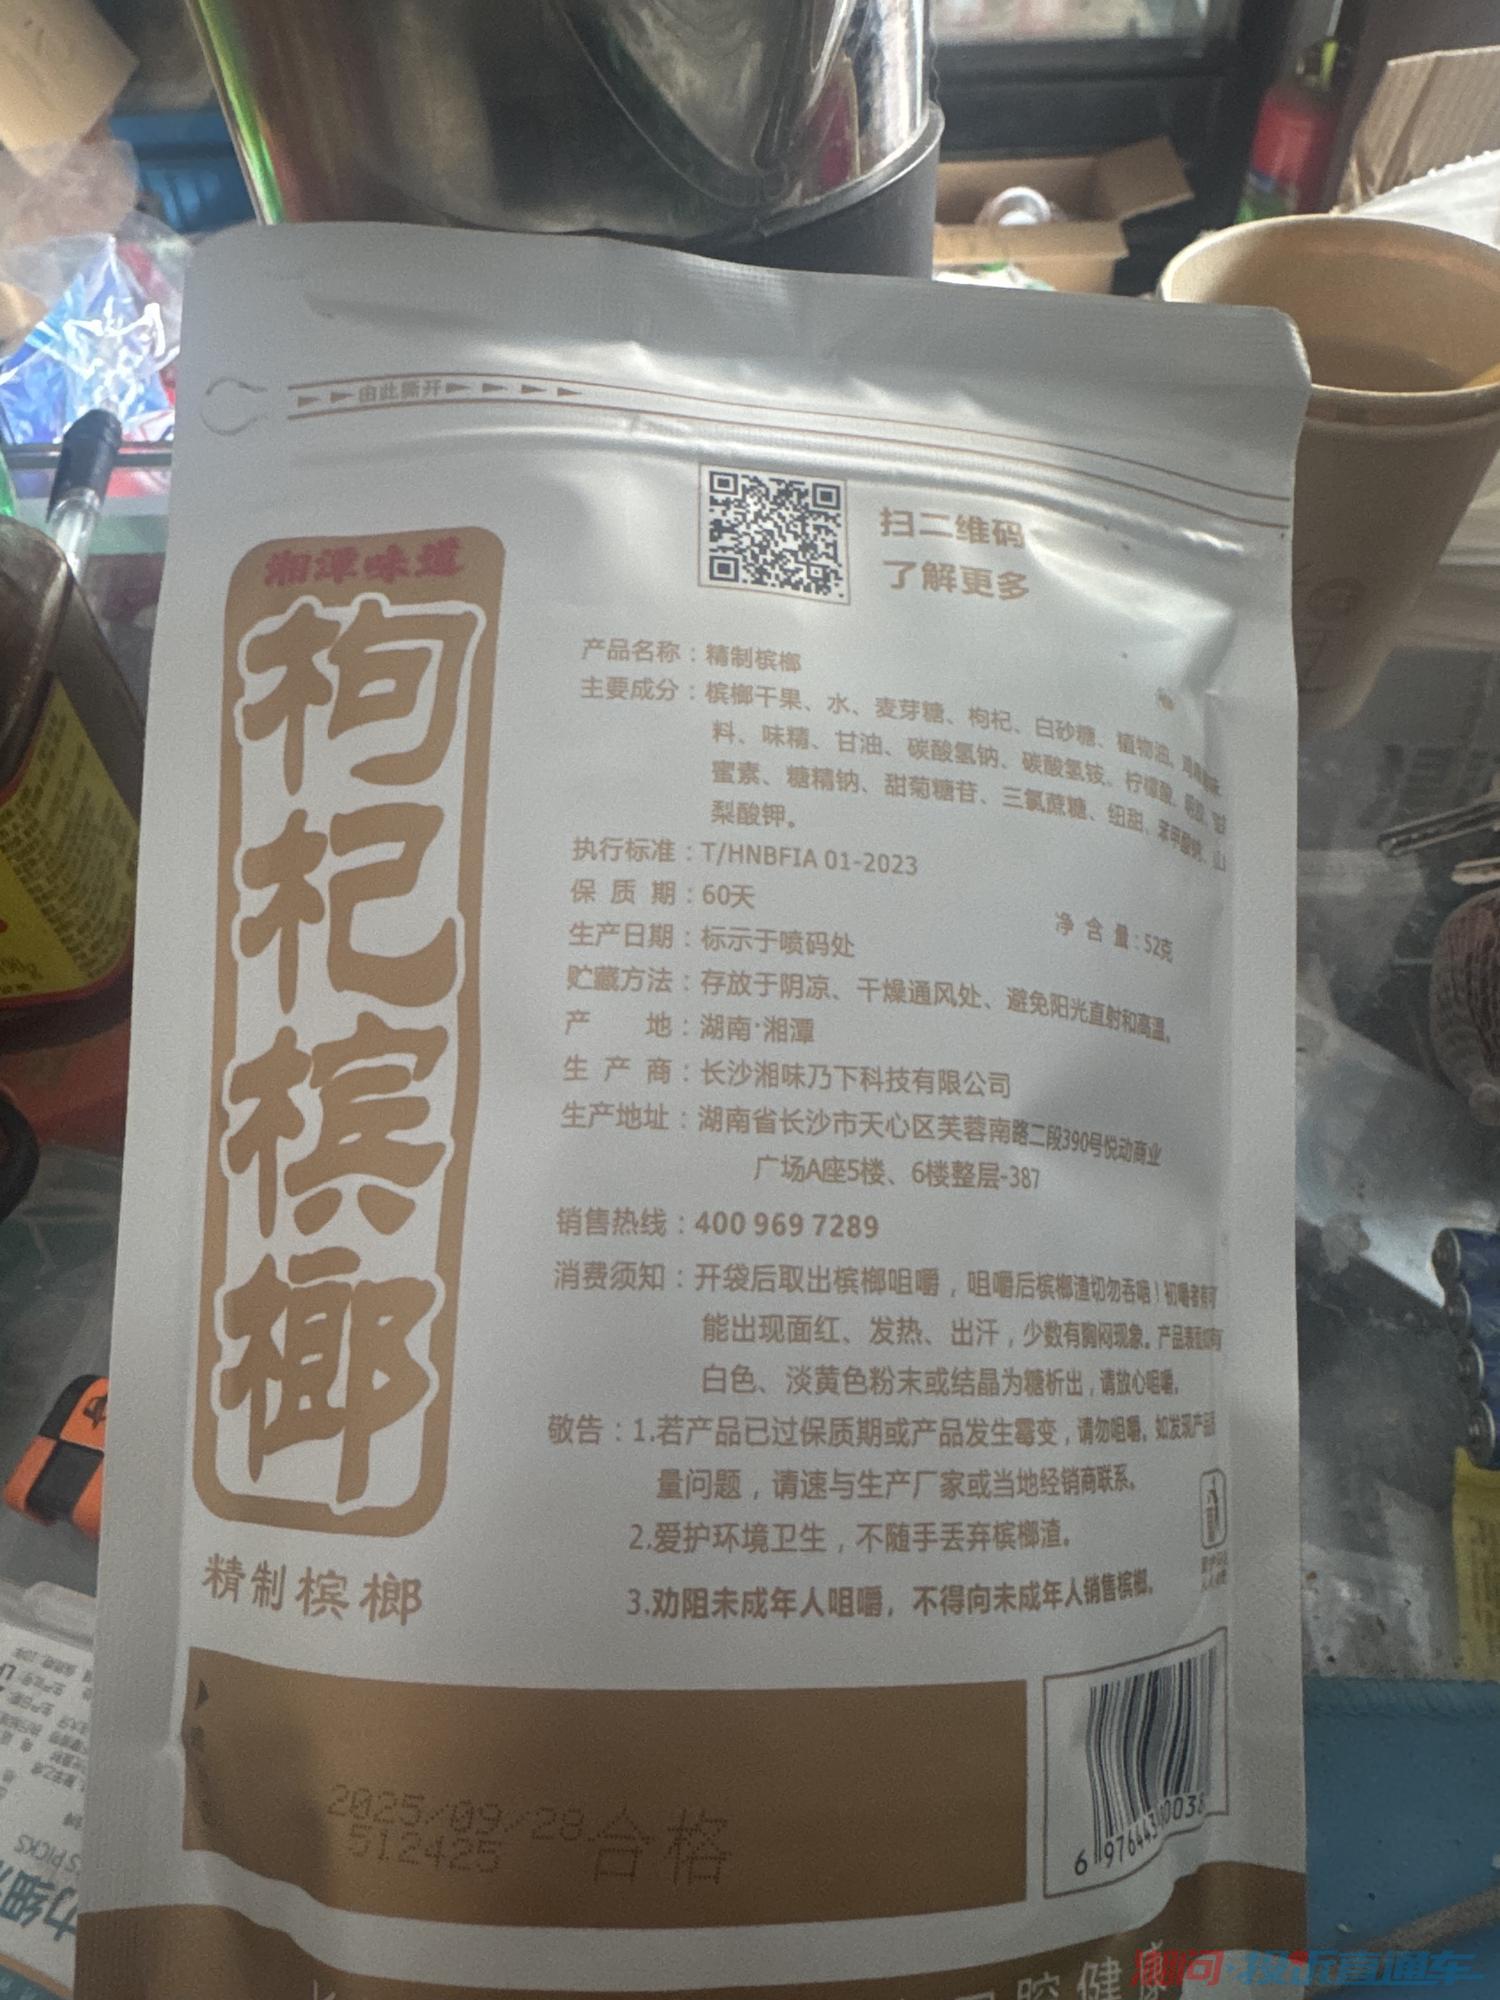 由此撕开
扫二维码
了解更多
湘潭味道
枸杞槟榔
精制槟榔
产品名称：精制槟榔
主要成分：槟榔干果、水、麦芽糖、枸杞、白砂糖、植物油、
料、味精、甘油、碳酸氢钠、碳酸氢铵、柠檬酸、
蜜素、糖精钠、甜菊糖苷、三氯蔗糖、纽甜、苯甲酸钠、山
梨酸钾。
执行标准：T/HNBFIA 01-2023
保质期：60天
净含量：52克
生产日期：标示于喷码处
贮藏方法：存放于阴凉、干燥通风处、避免阳光直射和高温。
产地：湖南·湘潭
生产商：长沙湘味乃下科技有限公司
生产地址：湖南省长沙市天心区芙蓉南路二段390号悦动商业
广场A座5楼、6楼整层-387
销售热线：400 969 7289
消费须知：开袋后取出槟榔咀嚼，咀嚼后槟榔渣切勿吞咽！初嚼者有可
能出现面红、发热、出汗，少数有胸闷现象。产品表面如有
白色、淡黄色粉末或结晶为糖析出，请放心咀嚼。
敬告：1.若产品已过保质期或产品发生霉变，请勿咀嚼。如发现产品质
量问题，请速与生产厂家或当地经销商联系。
2.爱护环境卫生，不随手丢弃槟榔渣。
3.劝阻未成年人咀嚼，不得向未成年人销售槟榔。
2025/09/28 合格
512425
腔健康
潮问·投诉直通车